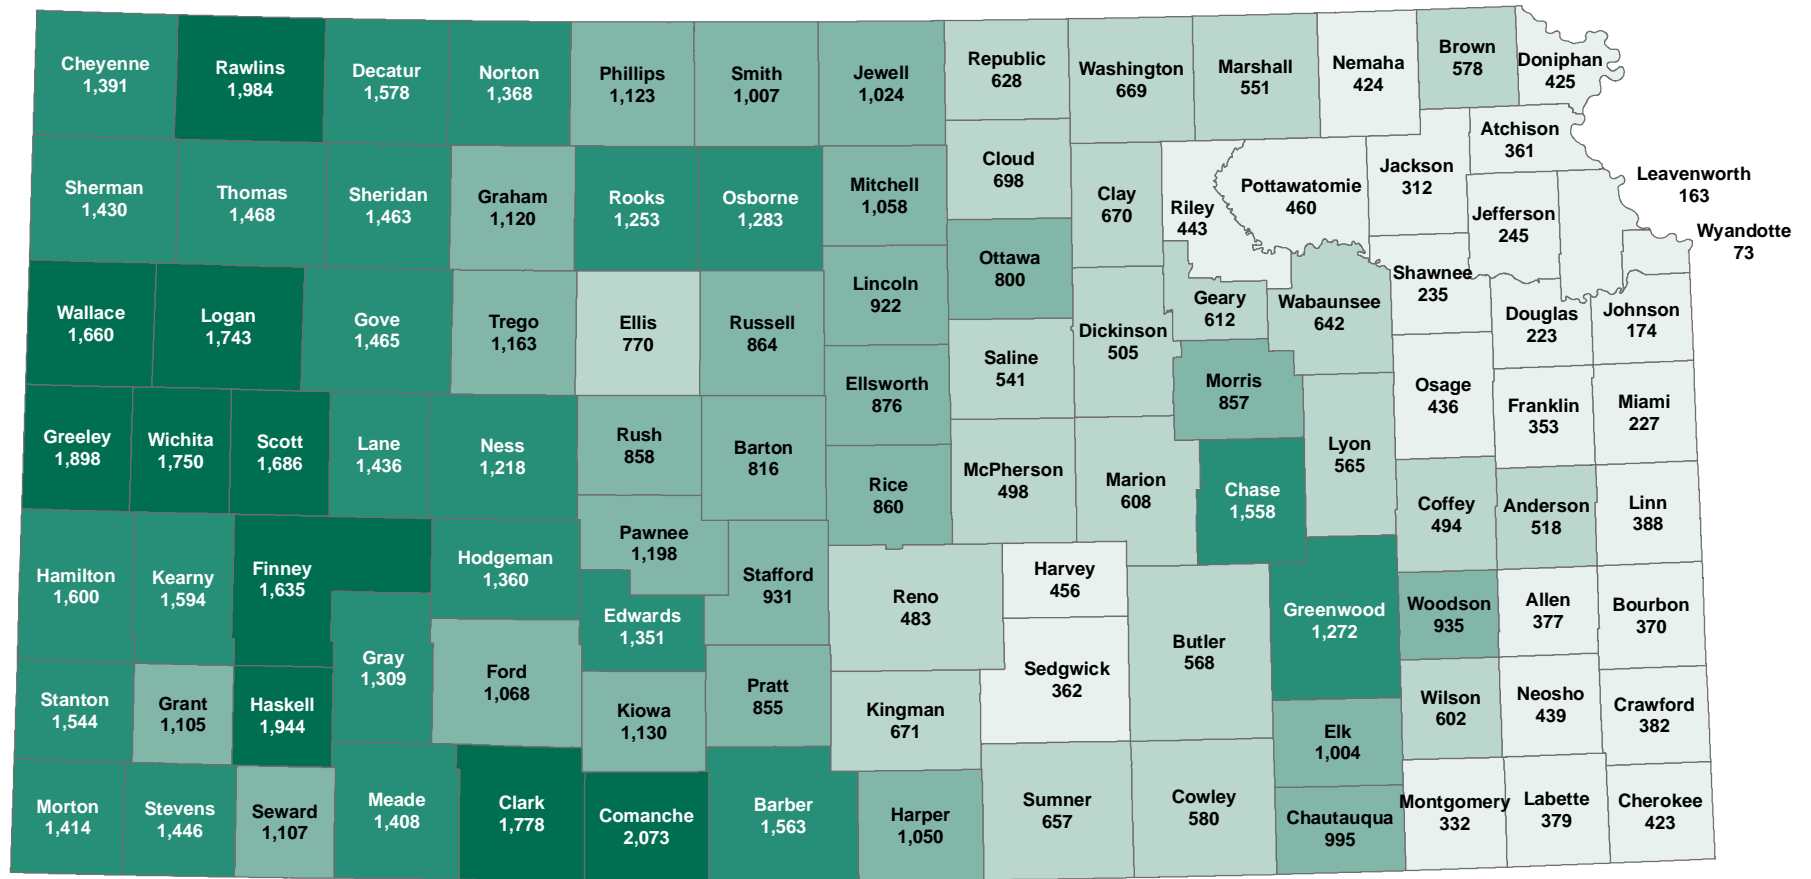 Cheyenne
1,391
Rawlins
1,984
Decatur
1,578
Norton
1,368
Phillips
1,123
Smith
1,007
Jewell
1,024
Republic
628
Washington
669
Marshall
551
Nemaha
424
Brown
578
Doniphan
425
Sherman
1,430
Thomas
1,468
Sheridan
1,463
Graham
1,120
Rooks
1,253
Osborne
1,283
Mitchell
1,058
Cloud
698
Clay
670
Riley
443
Pottawatomie
460
Jackson
312
Atchison
361
Jefferson
245
Leavenworth
163
Wyandotte
73
Wallace
1,660
Logan
1,743
Gove
1,465
Trego
1,163
Ellis
770
Russell
864
Lincoln
922
Ottawa
800
Saline
541
Dickinson
505
Geary
612
Wabaunsee
642
Shawnee
235
Douglas
223
Johnson
174
Greeley
1,898
Wichita
1,750
Scott
1,686
Lane
1,436
Ness
1,218
Rush
858
Barton
816
Ellsworth
876
Rice
860
McPherson
498
Marion
608
Morris
857
Chase
1,558
Lyon
565
Osage
436
Franklin
353
Miami
227
Coffey
494
Anderson
518
Linn
388
Hamilton
1,600
Kearny
1,594
Finney
1,635
Hodgeman
1,360
Pawnee
1,198
Edwards
1,351
Stafford
931
Reno
483
Harvey
456
Sedgwick
362
Butler
568
Greenwood
1,272
Woodson
935
Allen
377
Bourbon
370
Stanton
1,544
Grant
1,105
Haskell
1,944
Gray
1,309
Ford
1,068
Kiowa
1,130
Pratt
855
Kingman
671
Elk
1,004
Wilson
602
Neosho
439
Crawford
382
Morton
1,414
Stevens
1,446
Seward
1,107
Meade
1,408
Clark
1,778
Comanche
2,073
Barber
1,563
Harper
1,050
Sumner
657
Cowley
580
Chautauqua
995
Montgomery
332
Labette
379
Cherokee
423